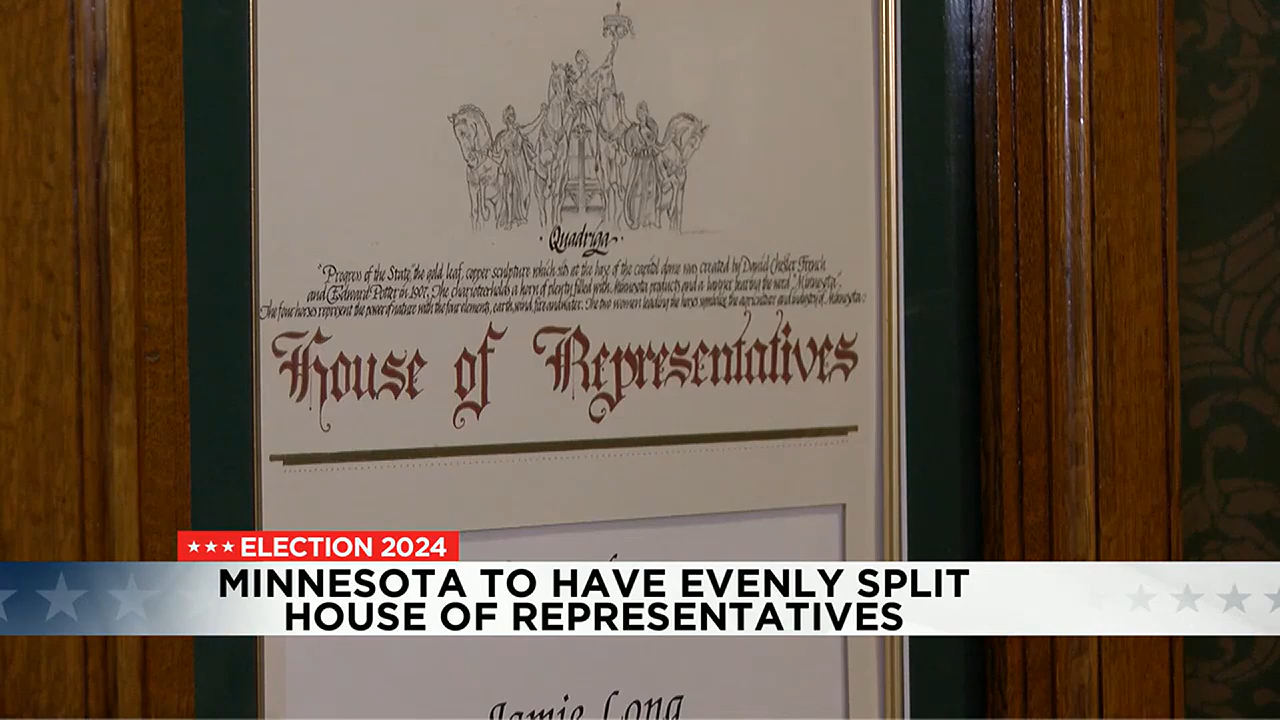 ·Quadriga·
"Progress of the State," the gold leaf, copper sculpture which sits at the base of the capitol dome was created by David Chester French
and Edward Potter in 1907. The charioteer holds a horn of plenty filled with Minnesota products and a banner bearing the word "Minnesota".
The four horses represent the power of nature with the four elements, earth, wind, fire and water. The two women leading the horses symbolize the agriculture and industry of Minnesota.
House of Representatives
★★★ELECTION 2024
MINNESOTA TO HAVE EVENLY SPLIT
HOUSE OF REPRESENTATIVES
Jamie Long